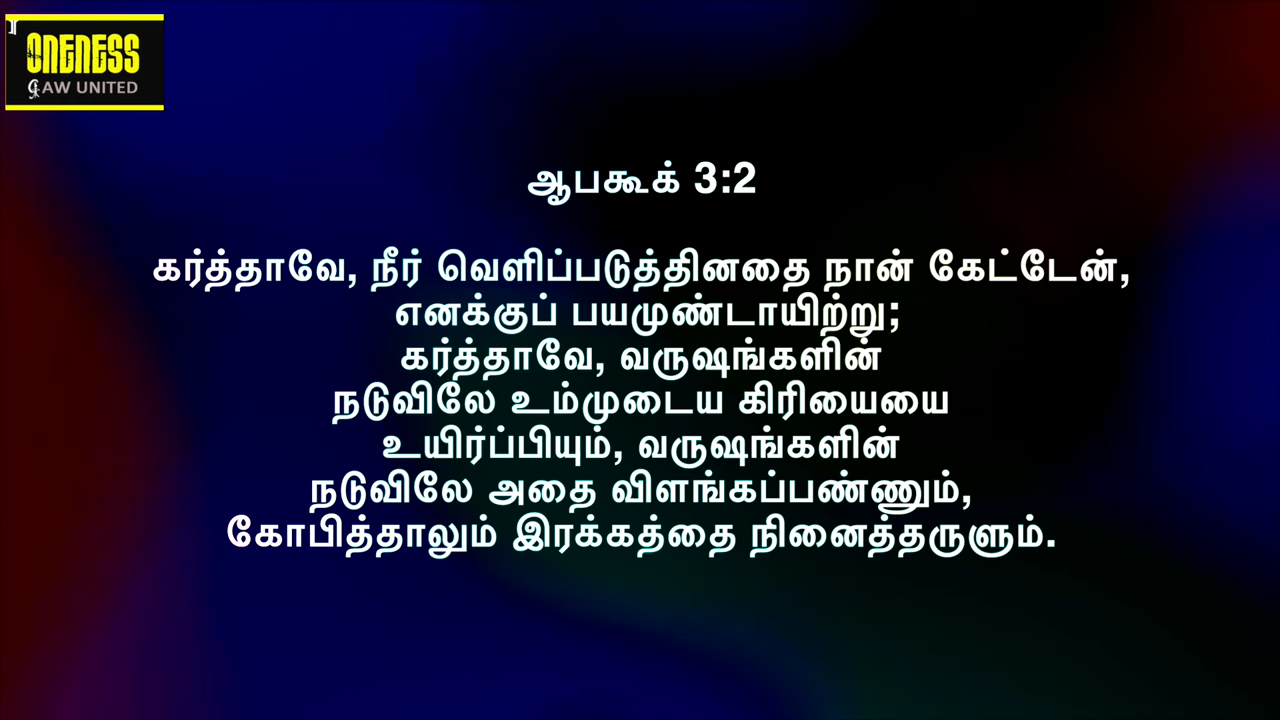 ONENESS
AW UNITED
ஆபகூக் 3:2
கர்த்தாவே, நீர் வெளிப்படுத்தினதை நான் கேட்டேன்,
எனக்குப் பயமுண்டாயிற்று;
கர்த்தாவே, வருஷங்களின்
நடுவிலே உம்முடைய கிரியையை
உயிர்ப்பியும், வருஷங்களின்
நடுவிலே அதை விளங்கப்பண்ணும்,
கோபித்தாலும் இரக்கத்தை நினைத்தருளும்.